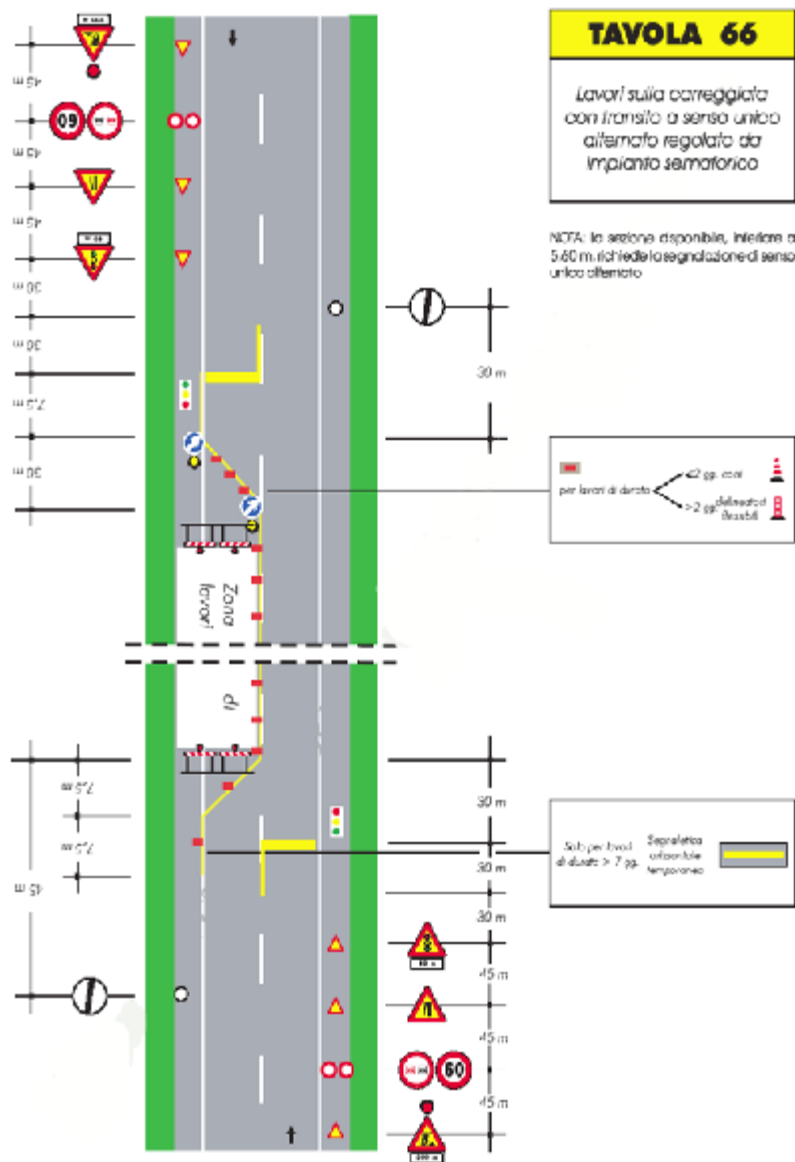 TAVOLA 66
Lavori sulla carreggiata
con transito a senso unico
alternato regolato da
impianto semaforico
NOTA: la sezione disponibile, inferiore a
5,60 m, richiede la segnalazione di senso
unico alternato
45 m
60
45 m
45 m
30 m
30 m
7,5 m
30 m
30 m
per lavori di durata
≤2 gg. coni
>2 gg. delineatori
flessibili
Zona
lavori
di
7,5 m
7,5 m
45 m
30 m
30 m
30 m
Solo per lavori
di durata > 7 gg.
Segnaletica
orizzontale
temporanea
45 m
45 m
60
45 m